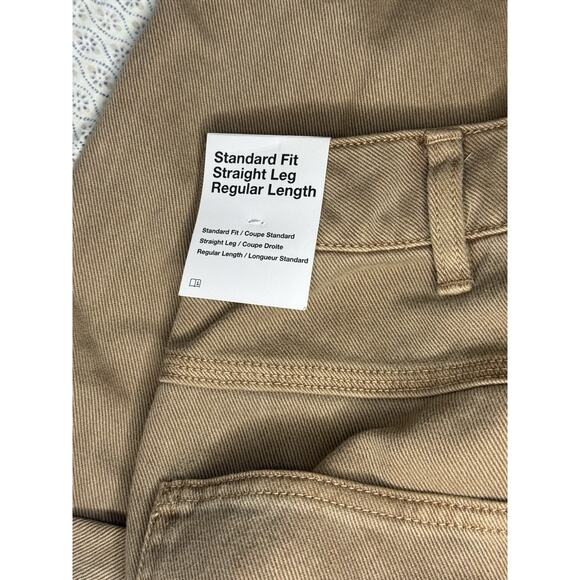 Standard Fit
Straight Leg
Regular Length
Standard Fit / Coupe Standard
Straight Leg / Coupe Droite
Regular Length / Longueur Standard